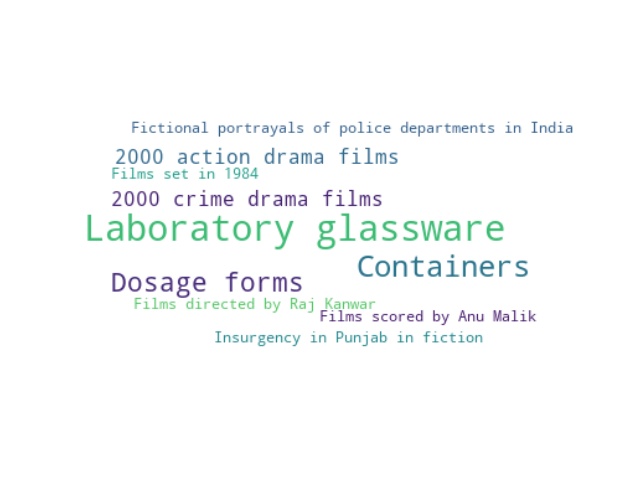 Fictional portrayals of police departments in India
2000 action drama films
Films set in 1984
2000 crime drama films
Laboratory glassware
Containers
Dosage forms
Films directed by Raj Kanwar
Films scored by Anu Malik
Insurgency in Punjab in fiction